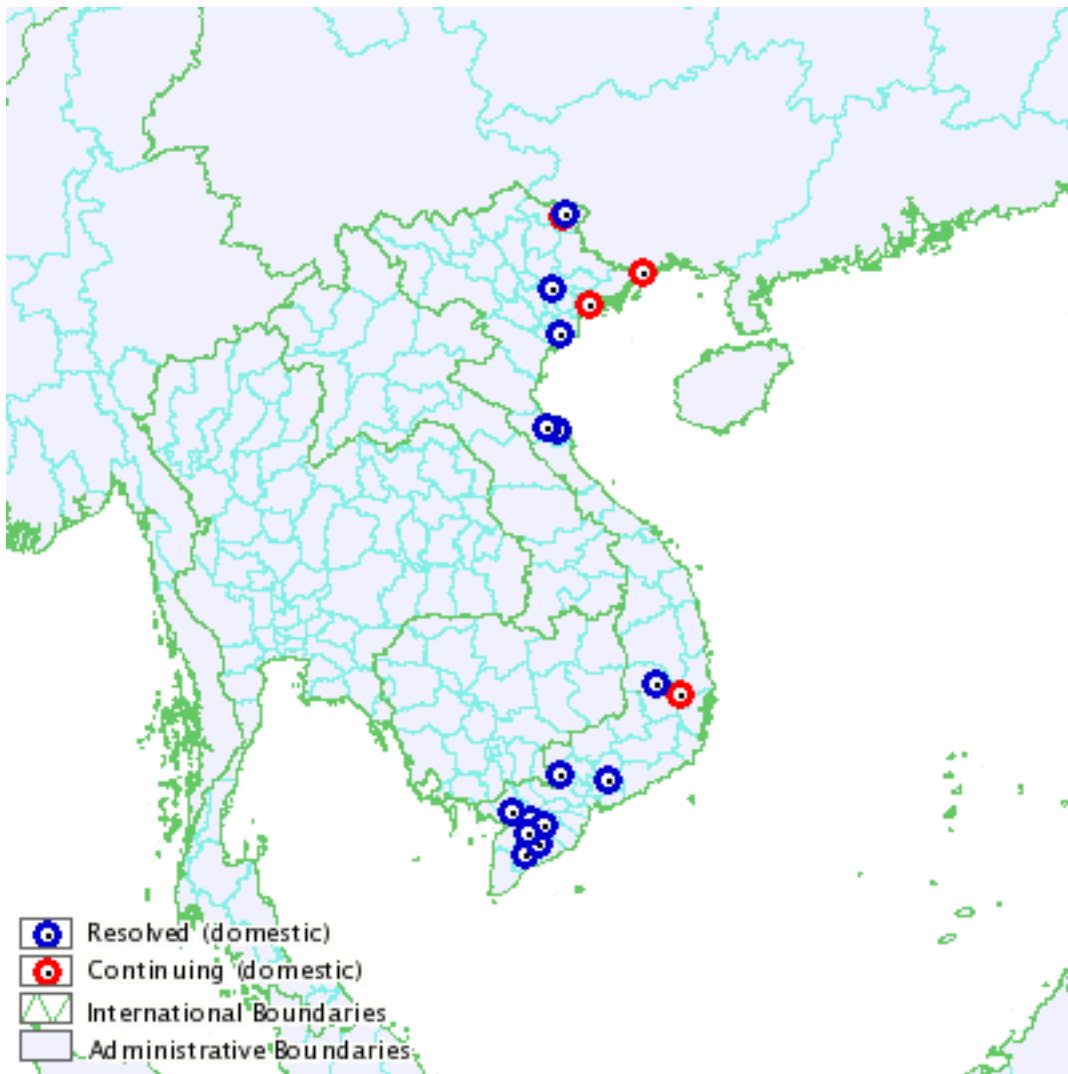 Resolved (domestic)
Continuing (domestic)
International Boundaries
Administrative Boundaries